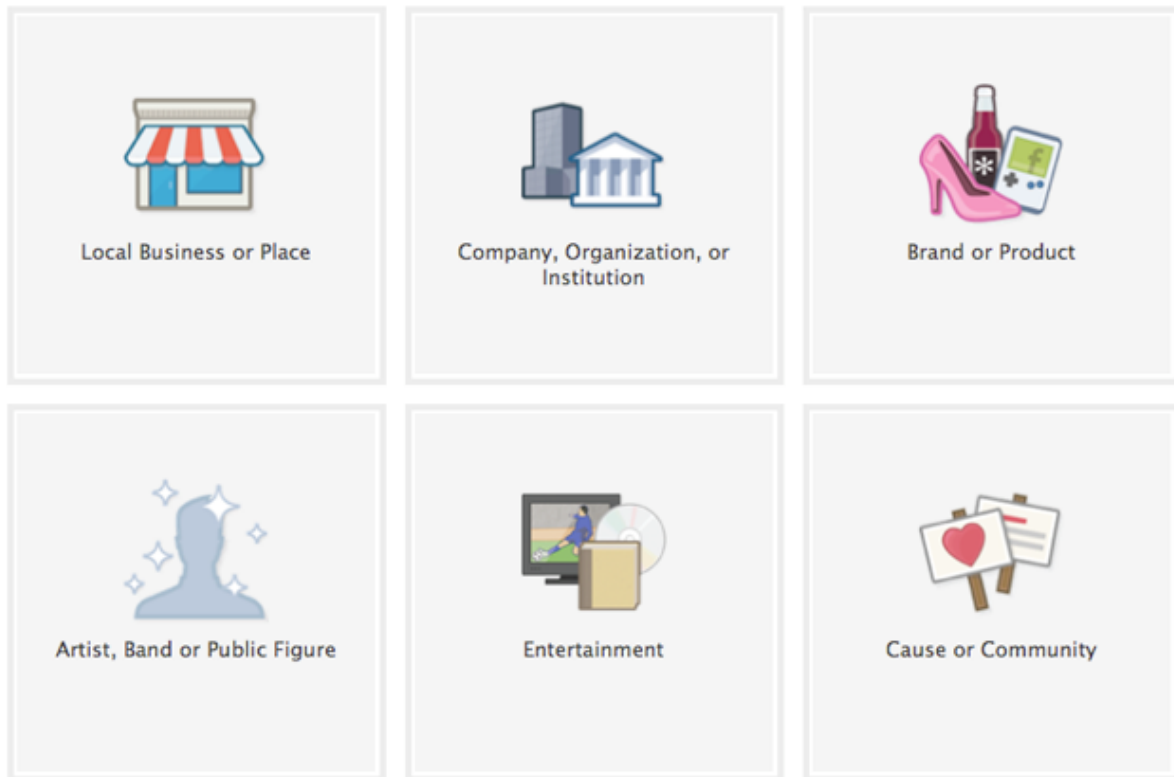 Local Business or Place
Company, Organization, or
Institution
Brand or Product
Artist, Band or Public Figure
Entertainment
Cause or Community